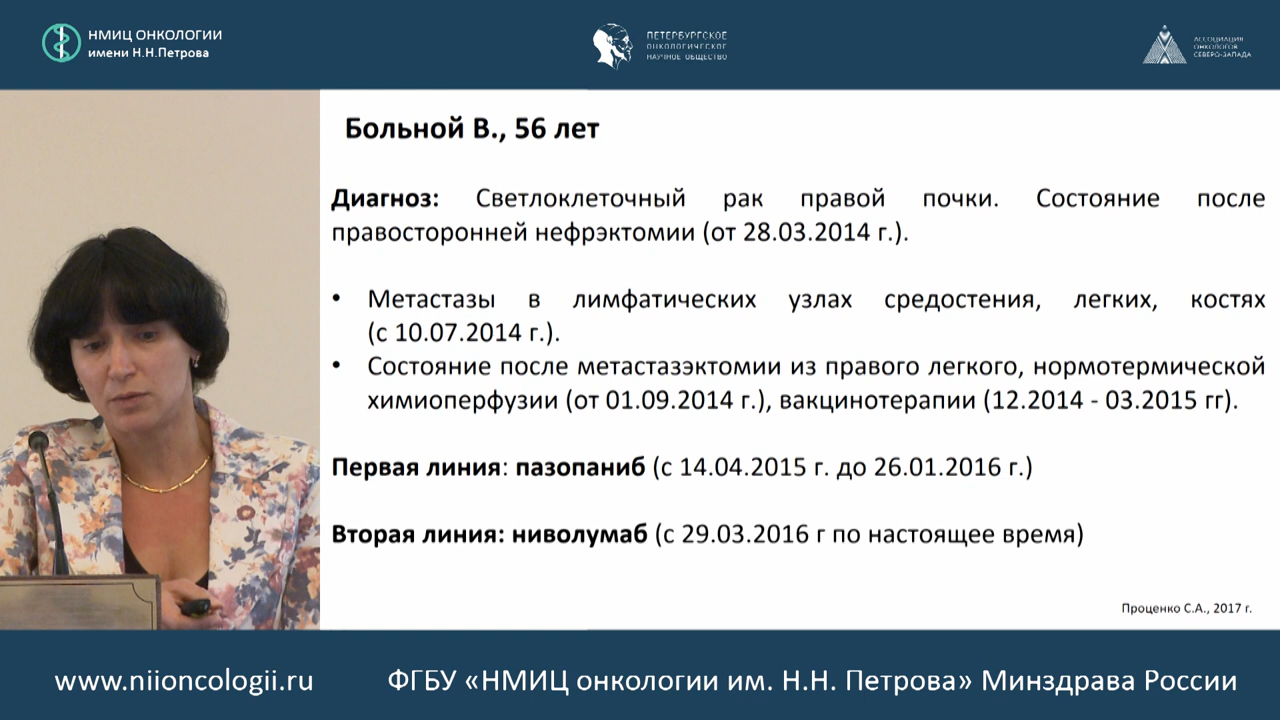 НМИЦ ОНКОЛОГИИ
имени Н.Н.Петрова
ПЕТЕРБУРГСКОЕ
ОНКОЛОГИЧЕСКОЕ
НАУЧНОЕ ОБЩЕСТВО
АССОЦИАЦИЯ
ОНКОЛОГОВ
СЕВЕРО-ЗАПАДА
Больной В., 56 лет
Диагноз: Светлоклеточный рак правой почки. Состояние после
правосторонней нефрэктомии (от 28.03.2014 г.).
• Метастазы в лимфатических узлах средостения, легких, костях
(с 10.07.2014 г.).
• Состояние после метастазэктомии из правого легкого, нормотермической
химиоперфузии (от 01.09.2014 г.), вакцинотерапии (12.2014 - 03.2015 гг).
Первая линия: пазопаниб (с 14.04.2015 г. до 26.01.2016 г.)
Вторая линия: ниволумаб (с 29.03.2016 г по настоящее время)
Проценко С.А., 2017 г.
www.niioncologii.ru
ФГБУ «НМИЦ онкологии им. Н.Н. Петрова» Минздрава России